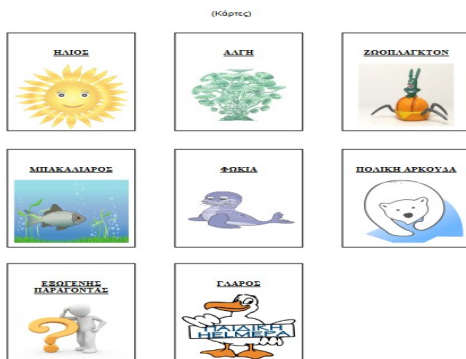 (Κάρτες)
ΗΛΙΟΣ
ΑΛΓΗ
ΖΩΟΠΛΑΓΚΤΟΝ
ΜΠΑΚΑΛΙΑΡΟΣ
ΦΩΚΙΑ
ΠΟΛΙΚΗ ΑΡΚΟΥΔΑ
ΕΞΩΓΕΝΗΣ
ΠΑΡΑΓΟΝΤΑΣ
ΓΛΑΡΟΣ